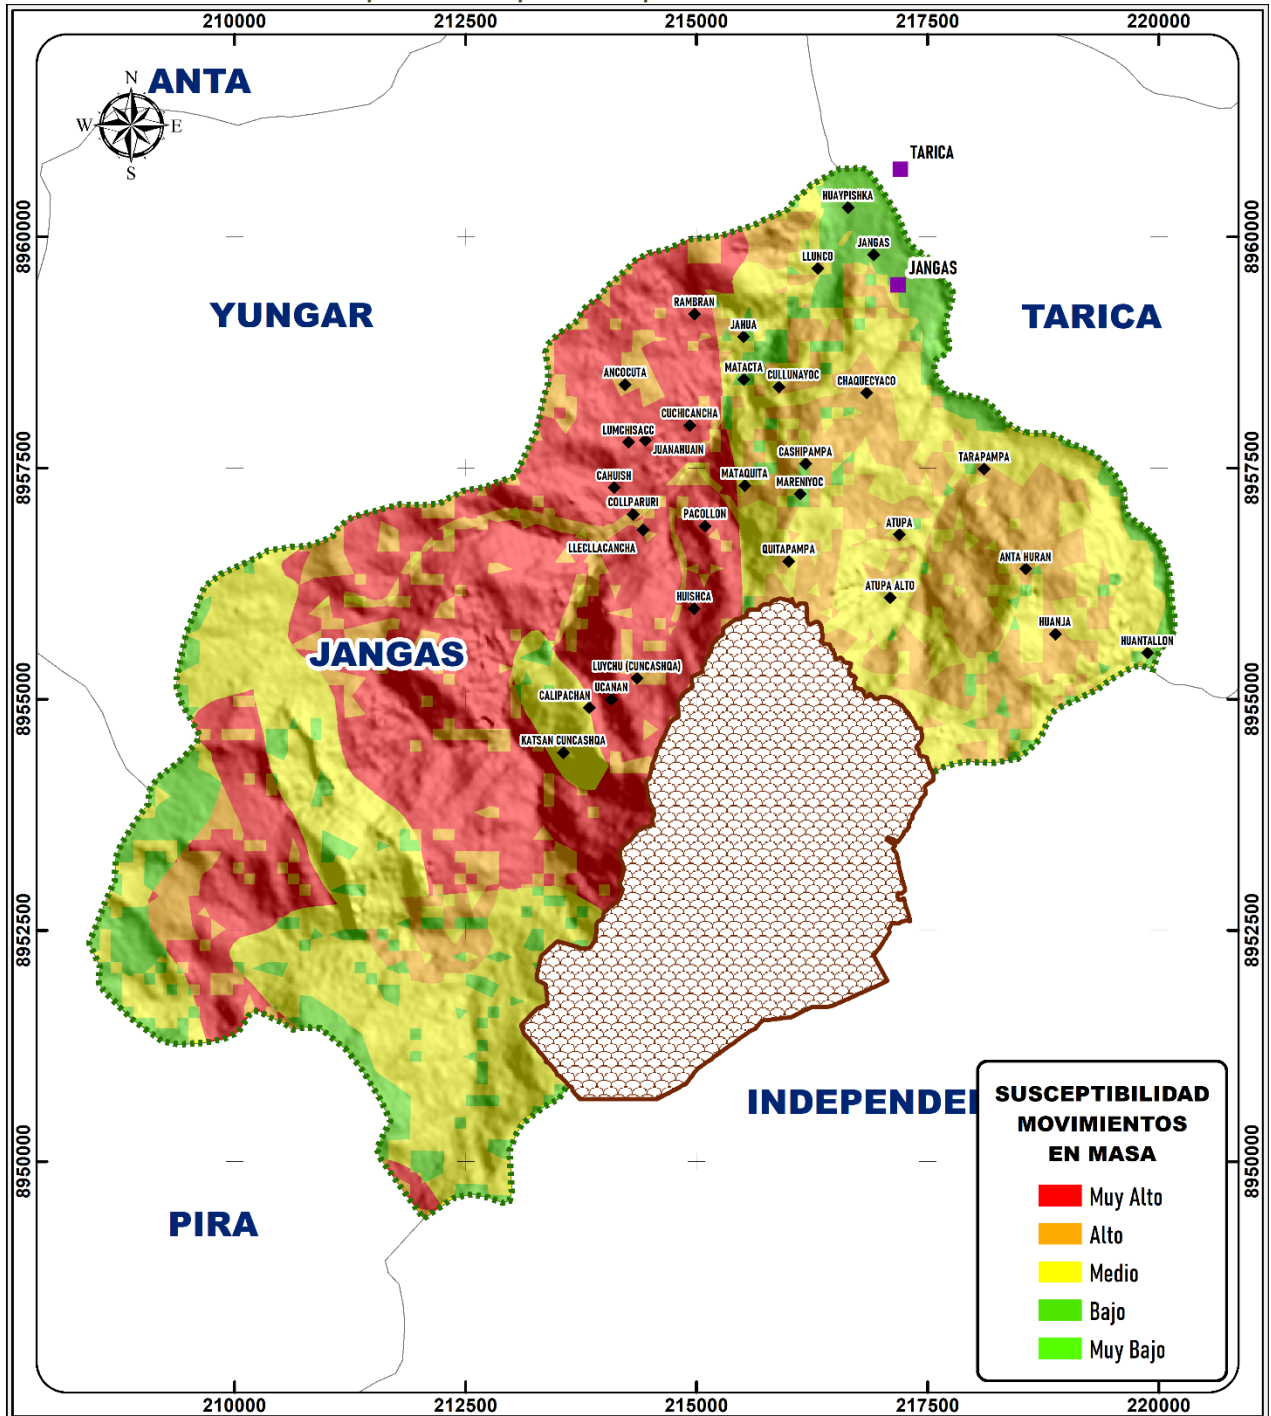 210000
212500
215000
217500
220000
N
W
E
S
ANTA
TARICA
HUAYPISHKA
8960000
8960000
JANGAS
LLUNCO
JANGAS
YUNGAR
RAMBRAN
TARICA
JAHUA
MATACTA
ANCOCUTA
CULLUNAYOC
CHAQUECYACO
CUCHICANCHA
LUMCHISACC
JUANAHUAIN
CASHIPAMPA
TARAPAMPA
8957500
8957500
CAHUISH
MATAQUITA
MARENIYOC
COLLPARURI
PACOLLON
ATUPA
LLECLLACANCHA
QUITAPAMPA
ANTA HURAN
ATUPA ALTO
HUISHCA
HUANJA
HUANTALLON
JANGAS
LUYCHU (CUNCASHQA)
UCANAN
CALIPACHAN
8955000
8955000
KATSAN CUNCASHQA
8952500
8952500
INDEPENDEN
SUSCEPTIBILIDAD
MOVIMIENTOS
EN MASA
Muy Alto
Alto
Medio
Bajo
Muy Bajo
8950000
8950000
PIRA
210000
212500
215000
217500
220000